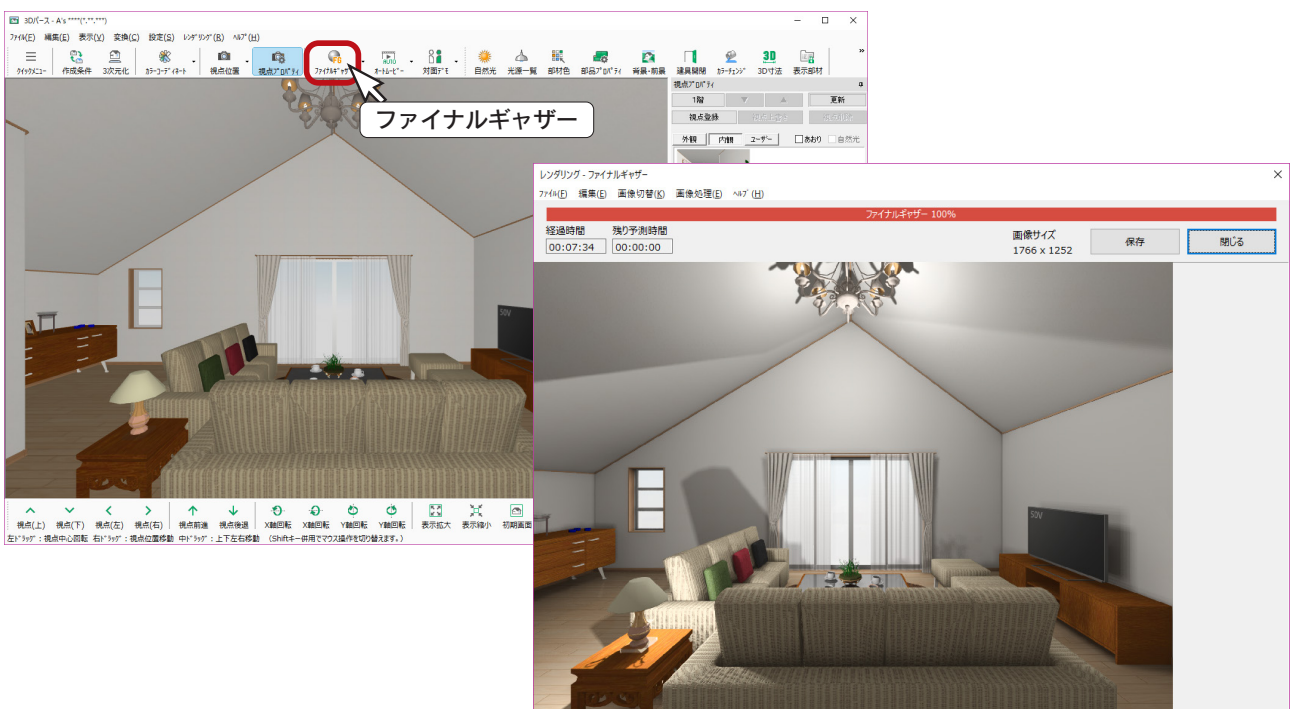 3Dパース - A's ****(*.**.***)
ファイル(F) 編集(E) 表示(V) 変換(C) 設定(S) レンダリング(R) ヘルプ(H)
クイックメニュー 作成条件 3次元化 カラーコーディネート 視点位置 視点プロパティ ファイナルギャザー オートムービー 対面デモ 自然光 光源一覧 部材色 部品プロパティ 背景・前景 建具開閉 カラーチェンジ 3D寸法 表示部材
ファイナルギャザー
視点プロパティ
1階 ▼ ▲ 更新
視点登録
外観 内観 ユーザー あおり 自然光
SDV
視点(上) 視点(下) 視点(左) 視点(右) 視点前進 視点後退 X軸回転 X軸回転 Y軸回転 Y軸回転 表示拡大 表示縮小 初期画面
左ドラッグ:視点中心回転 右ドラッグ:視点位置移動 中ドラッグ:上下左右移動 (Shiftキー併用でマウス操作を切り替えます。)
レンダリング - ファイナルギャザー
ファイル(F) 編集(E) 画像切替(K) 画像処理(E) ヘルプ(H)
ファイナルギャザー 100%
経過時間 残り予測時間
00:07:34 00:00:00
画像サイズ
1766 x 1252
保存 閉じる
SDV